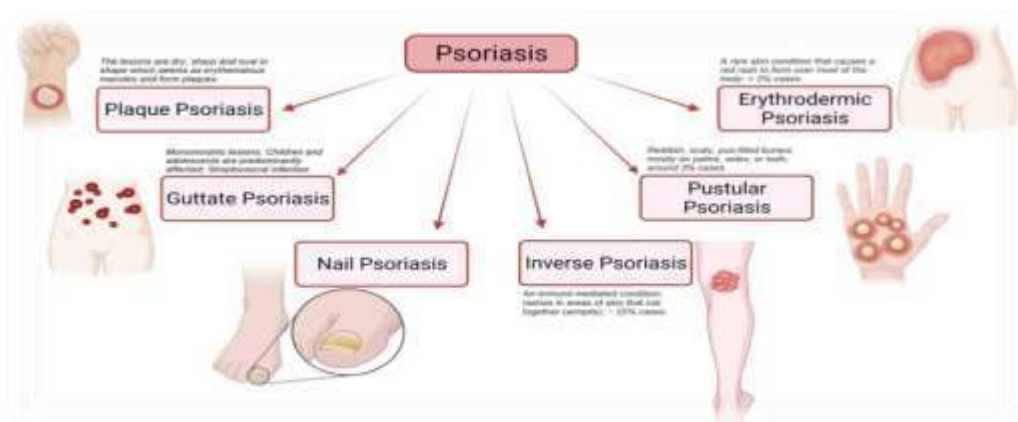 Psoriasis
The lesions are dry, sharp and oval in
shape which
as erythematous
macules and form plaques.
Plaque Psoriasis
A rare skin condition that causes a
red rash to form over most of the
body: 2% cases
Erythrodermic
Psoriasis
Monomorphic lesions. Children and
adolescents are predominantly
affected. Streptococcal infection
Guttate Psoriasis
Reddish, scaly, pus-filled
mostly on palms, soles, or both,
around 3% cases
Pustular
Psoriasis
Nail Psoriasis
Inverse Psoriasis
An immune-mediated condition,
in areas of skin that rub
together (armpits): ~ cases